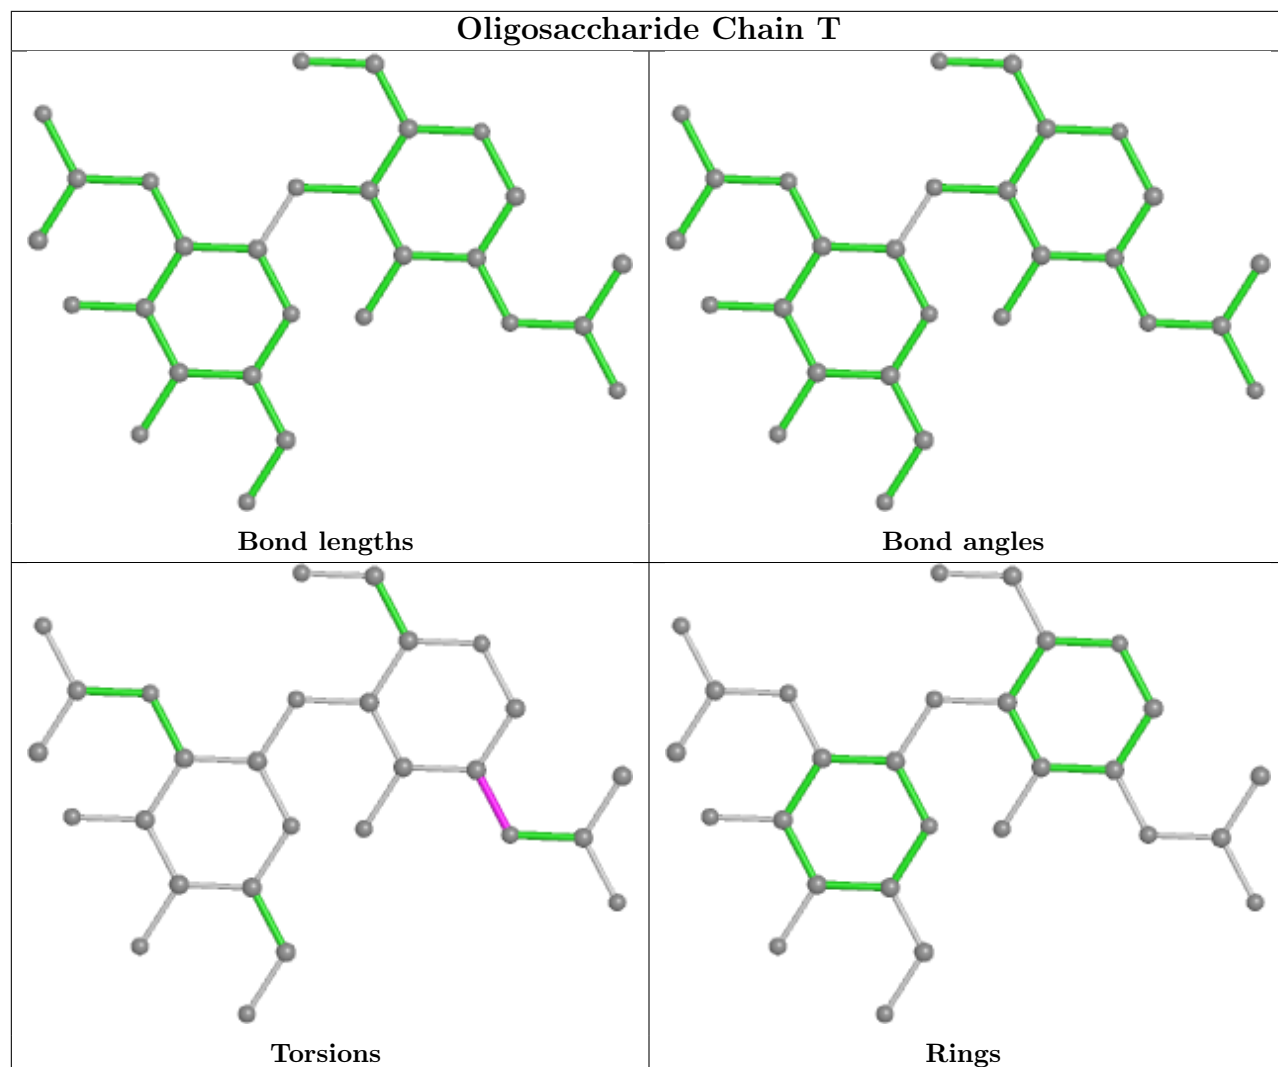 Oligosaccharide Chain T
Bond lengths
Bond angles
Torsions
Rings